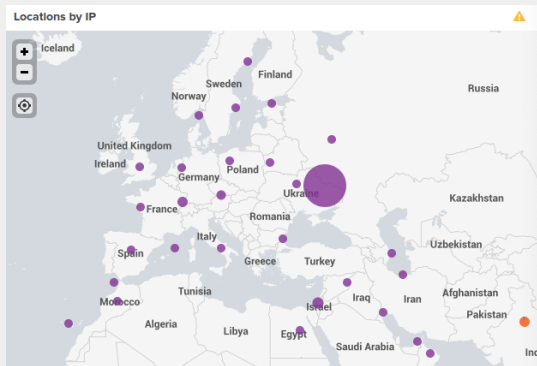 Locations by IP
Iceland
Finland
Sweden
Russia
Norway
United Kingdom
Ireland
Poland
Germany
Ukraine
Kazakhstan
France
Romania
Italy
Uzbekistan
Spain
Greece
Turkey
Tunisia
Afghanistan
Morocco
Israel
Iraq
Iran
Pakistan
Algeria
Libya
Egypt
Saudi Arabia
Ind